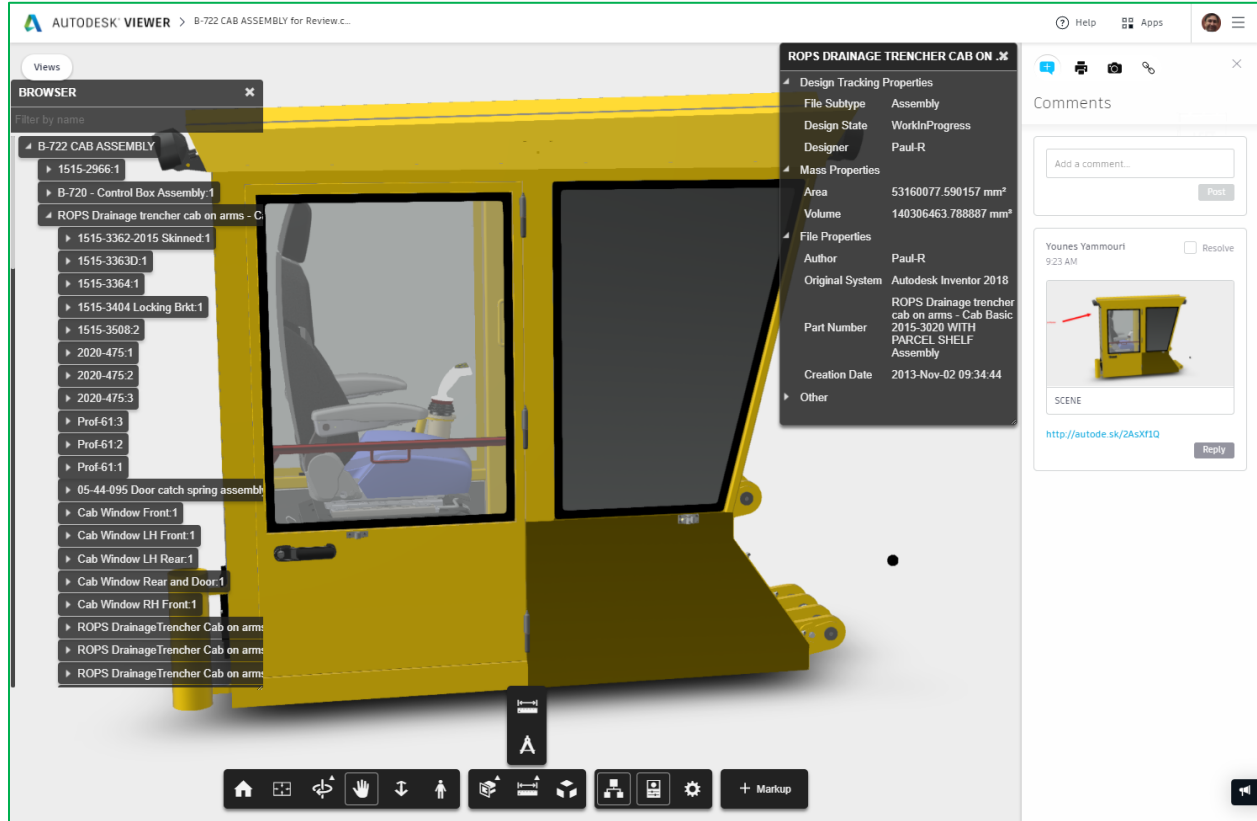 AUTODESK® VIEWER > B-722 CAB ASSEMBLY for Review.c...
Help
Apps
Views
BROWSER
Filter by name
B-722 CAB ASSEMBLY
1515-2966:1
B-720 - Control Box Assembly:1
ROPS Drainage trencher cab on arms - Ca
1515-3362-2015 Skinned:1
1515-3363D:1
1515-3364:1
1515-3404 Locking Brkt:1
1515-3508:2
2020-475:1
2020-475:2
2020-475:3
Prof-61:3
Prof-61:2
Prof-61:1
05-44-095 Door catch spring assembly
Cab Window Front:1
Cab Window LH Front:1
Cab Window LH Rear:1
Cab Window Rear and Door:1
Cab Window RH Front:1
ROPS DrainageTrencher Cab on arms
ROPS DrainageTrencher Cab on arms
ROPS DrainageTrencher Cab on arms
ROPS DRAINAGE TRENCHER CAB ON .
Design Tracking Properties
File Subtype Assembly
Design State WorkInProgress
Designer Paul-R
Mass Properties
Area 53160077.590157 mm²
Volume 140306463.788887 mm³
File Properties
Author Paul-R
Original System Autodesk Inventor 2018
Part Number ROPS Drainage trencher
cab on arms - Cab Basic
2015-3020 WITH
PARCEL SHELF
Assembly
Creation Date 2013-Nov-02 09:34:44
Other
Comments
Add a comment...
Post
Younes Yammouri
Resolve
9:23 AM
SCENE
http://autode.sk/2AsXf1Q
Reply
+ Markup